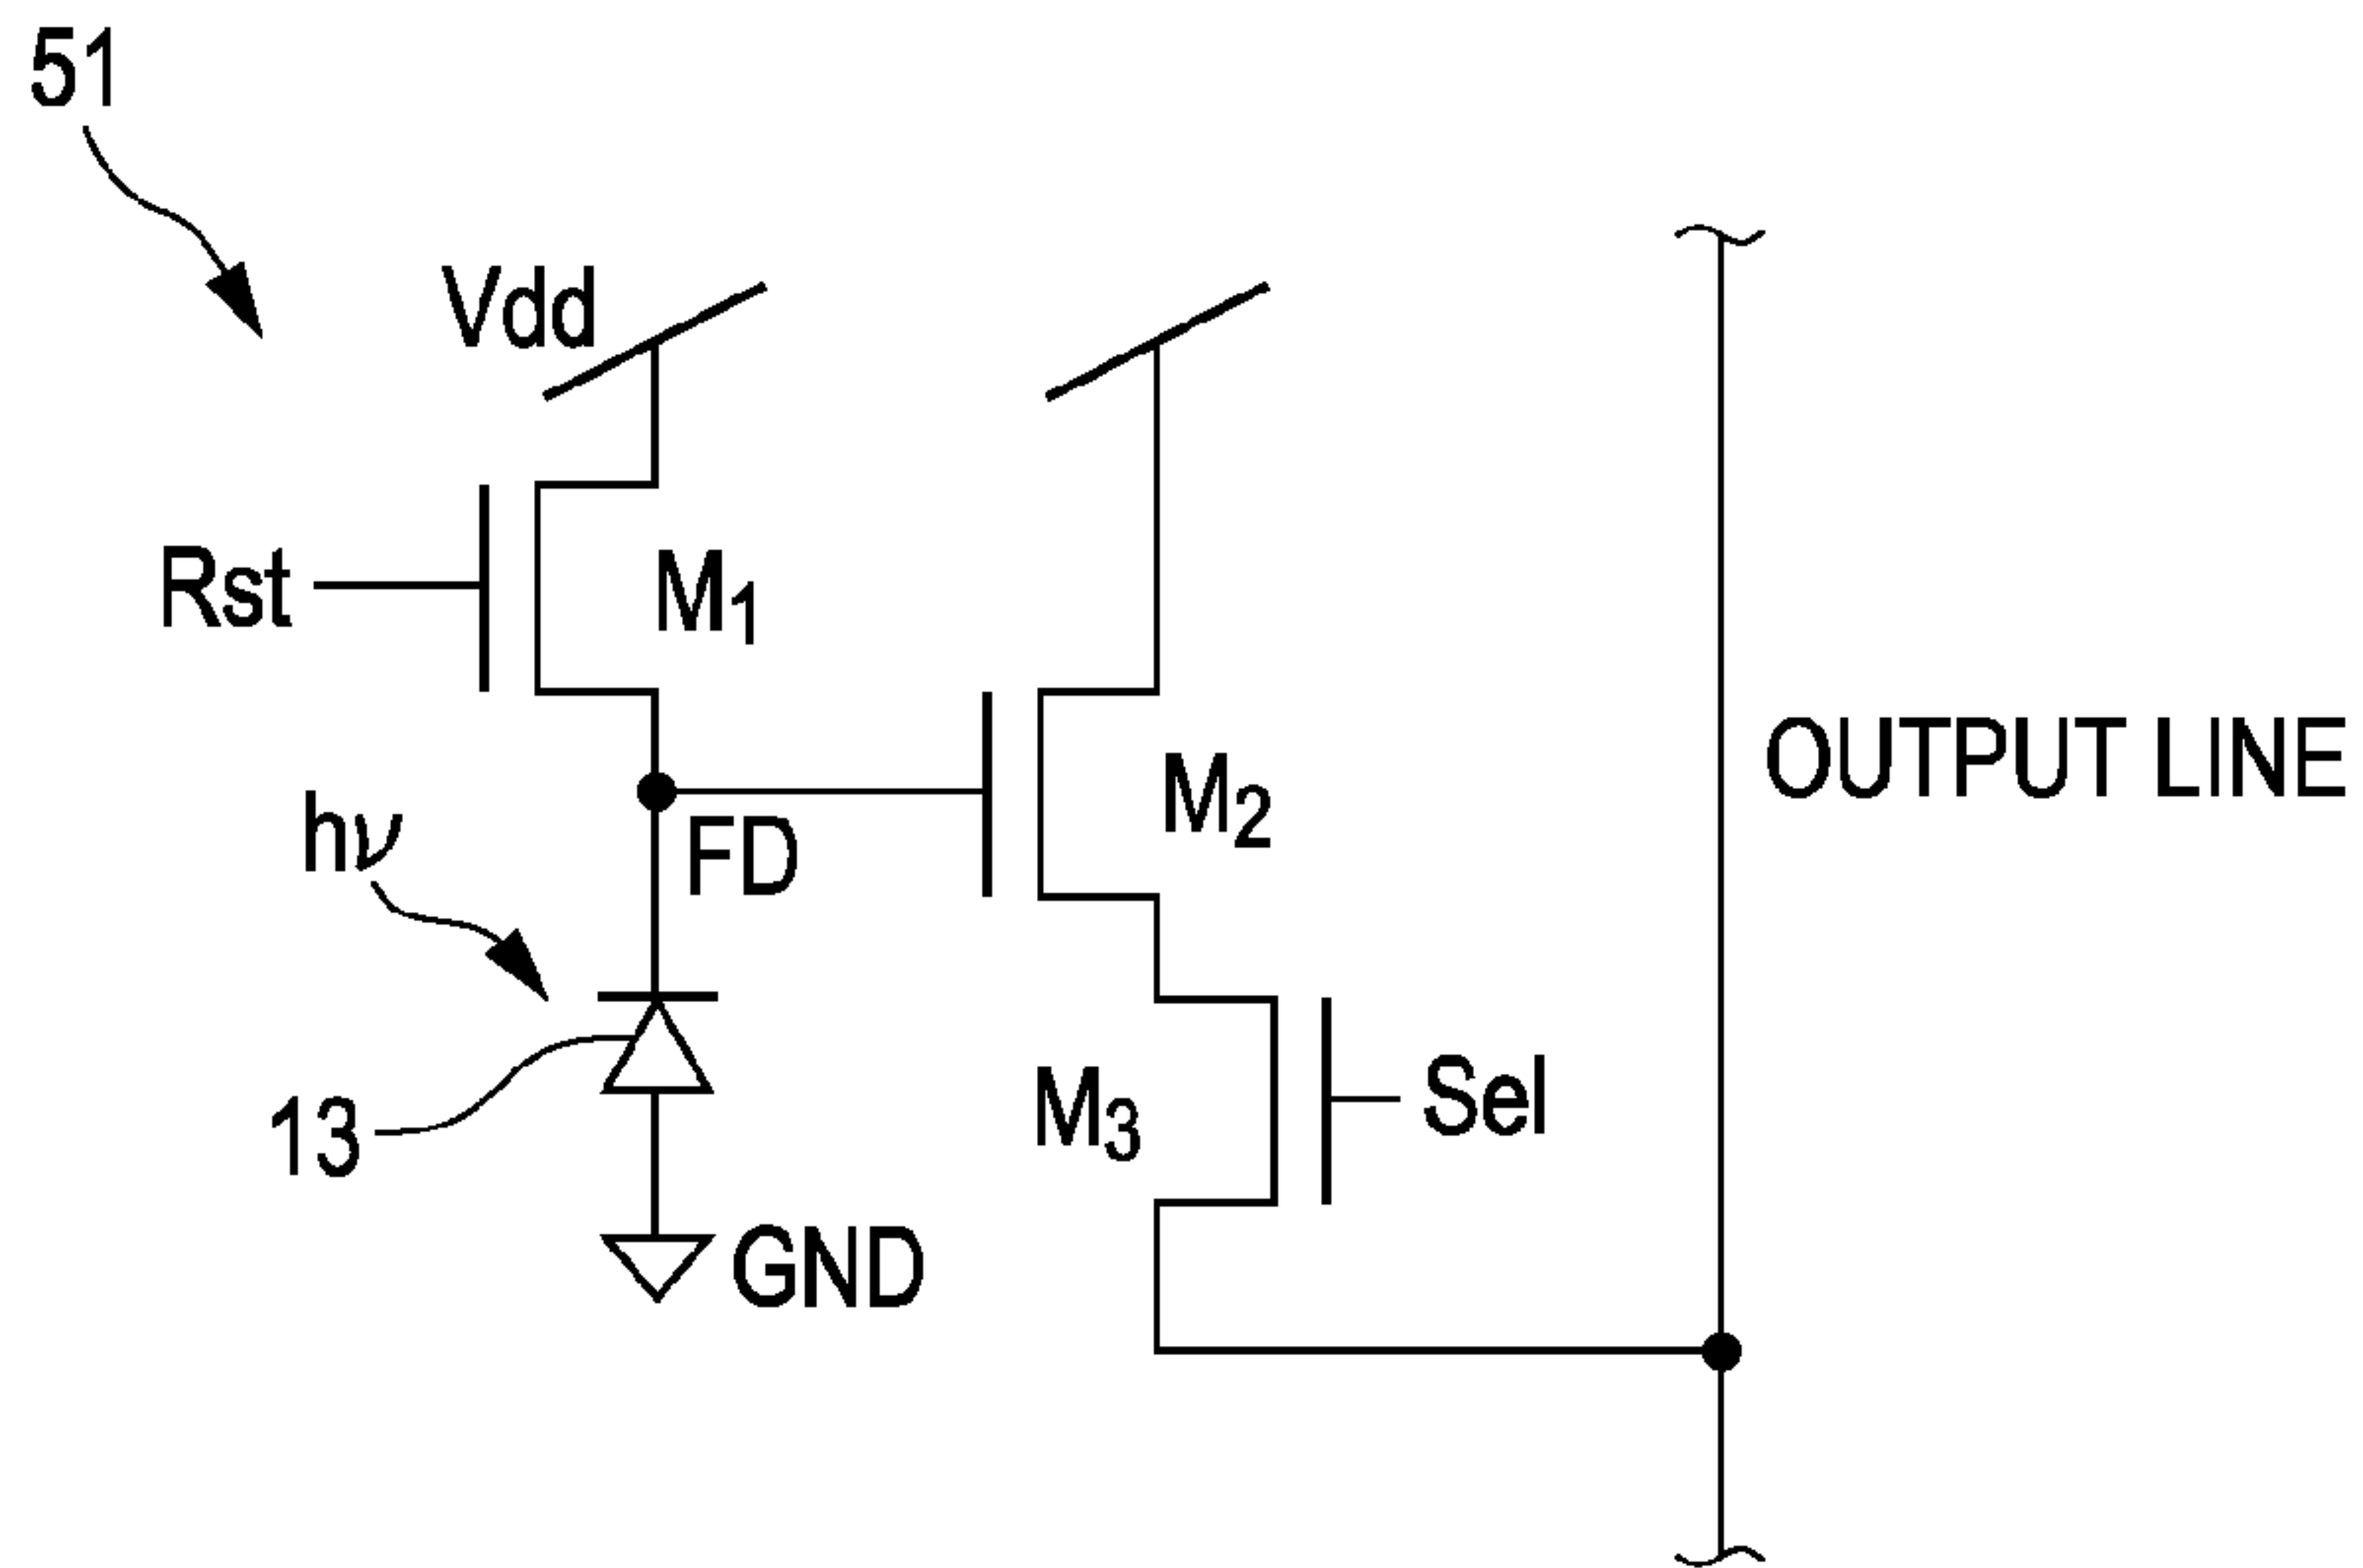 51
Vdd
Rst
M1
OUTPUT LINE
M2
hν
FD
M3
Sel
13
GND